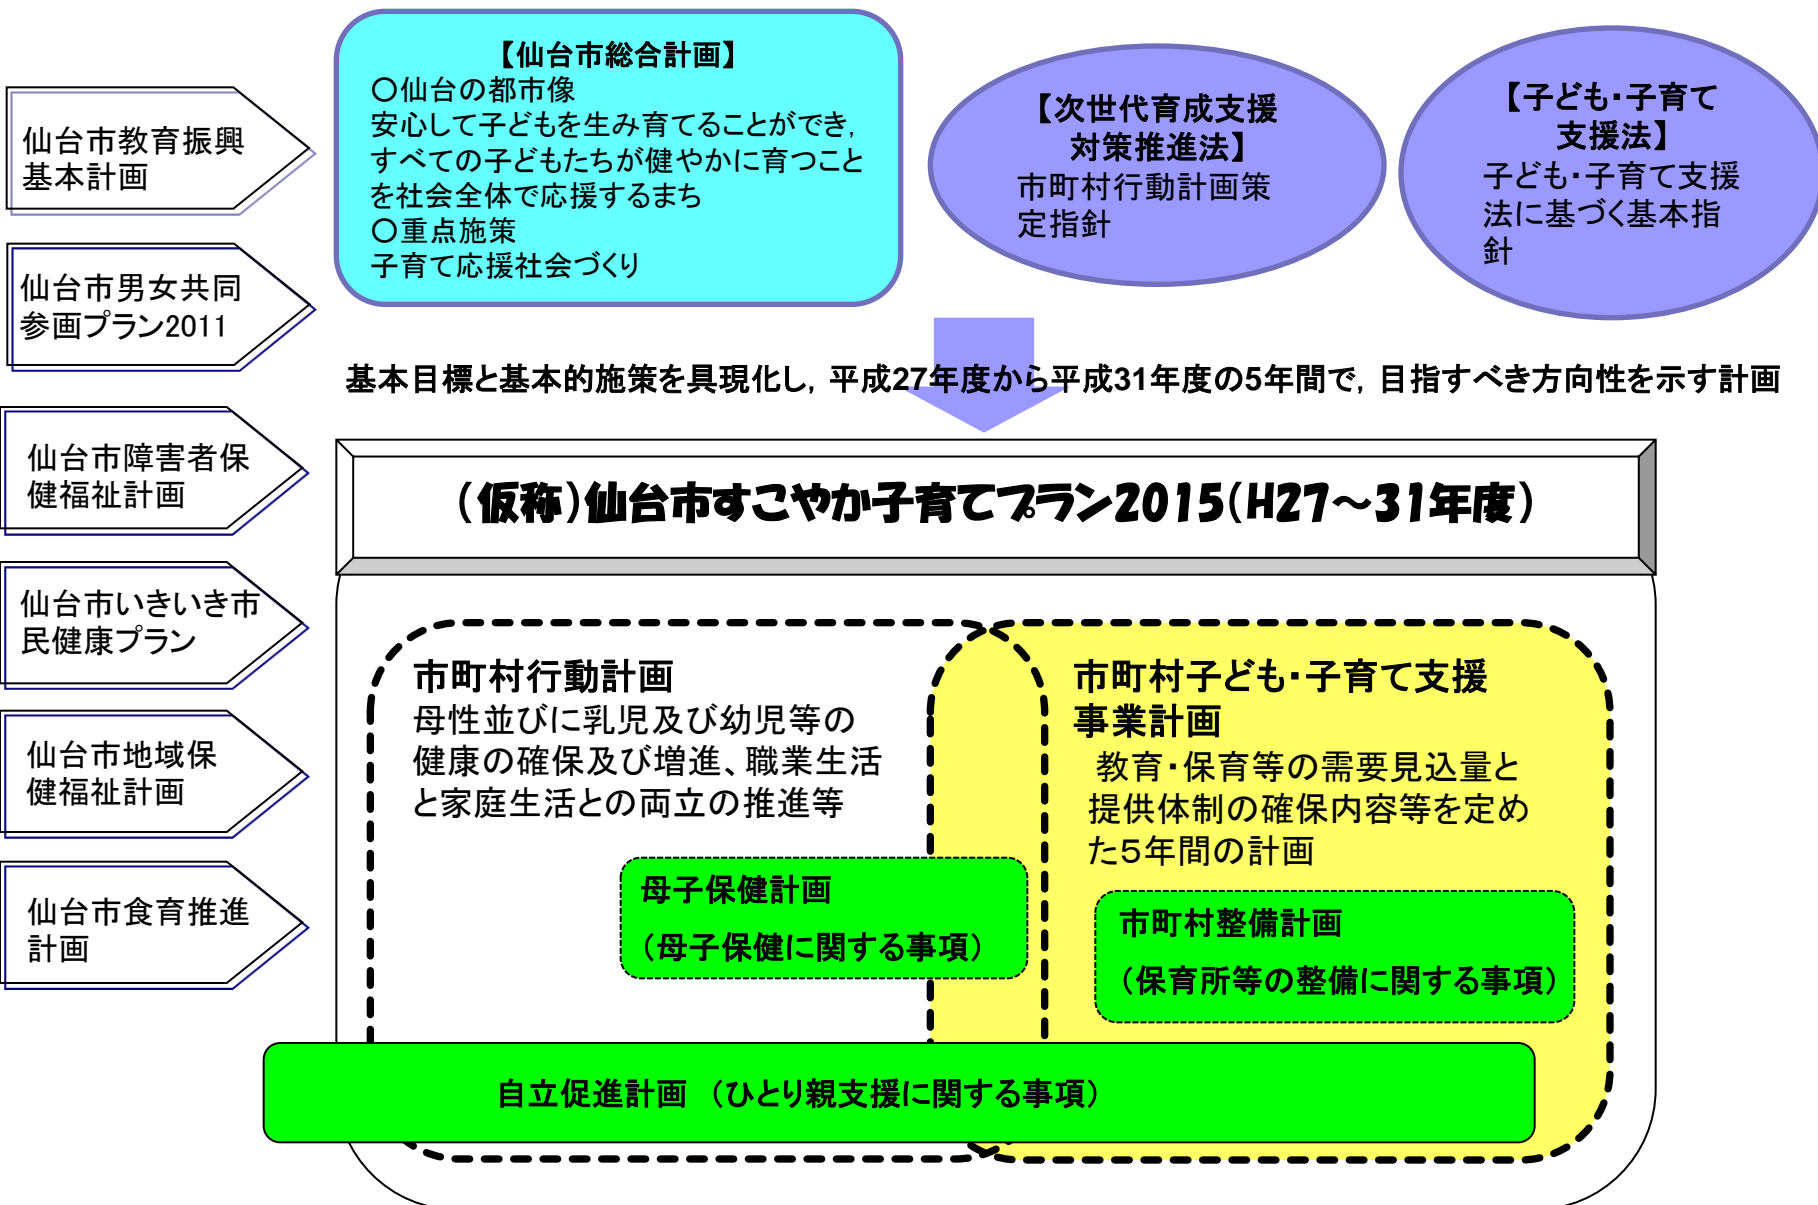 【仙台市総合計画】
○仙台の都市像
安心して子どもを生み育てることができ,
すべての子どもたちが健やかに育つこと
を社会全体で応援するまち
○重点施策
子育て応援社会づくり
【次世代育成支援
対策推進法】
市町村行動計画策
定指針
【子ども・子育て
支援法】
子ども・子育て支援
法に基づく基本指
針
仙台市教育振興
基本計画
仙台市男女共同
参画プラン2011
仙台市障害者保
健福祉計画
仙台市いきいき市
民健康プラン
仙台市地域保
健福祉計画
仙台市食育推進
計画
基本目標と基本的施策を具現化し, 平成27年度から平成31年度の5年間で, 目指すべき方向性を示す計画
（仮称）仙台市すこやか子育てプラン2015（H27～31年度）
市町村行動計画
母性並びに乳児及び幼児等の
健康の確保及び増進、職業生活
と家庭生活との両立の推進等
市町村子ども・子育て支援
事業計画
教育・保育等の需要見込量と
提供体制の確保内容等を定め
た５年間の計画
母子保健計画
（母子保健に関する事項）
市町村整備計画
（保育所等の整備に関する事項）
自立促進計画 （ひとり親支援に関する事項）